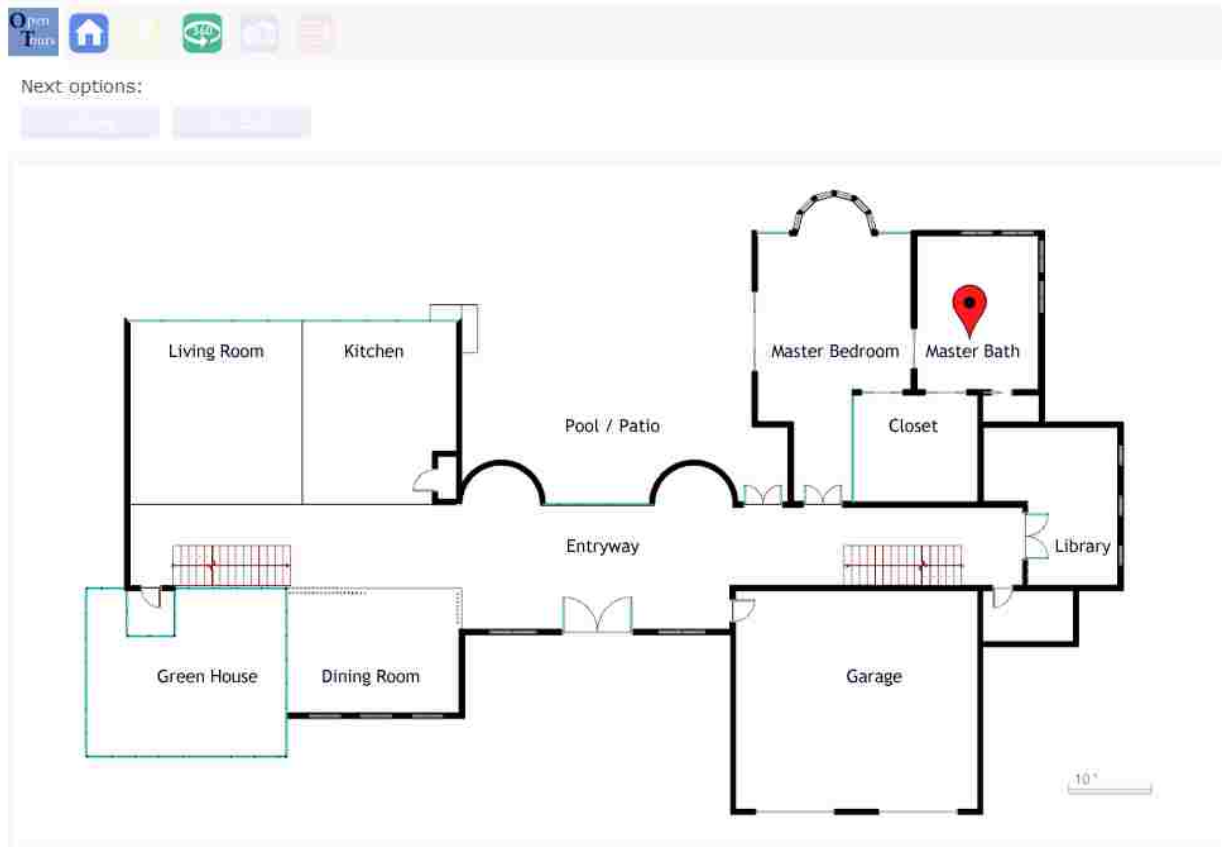 Open
Tours
360
Next options:
Living Room
Kitchen
Master Bedroom
Master Bath
Pool / Patio
Closet
Entryway
Library
Green House
Dining Room
Garage
10'